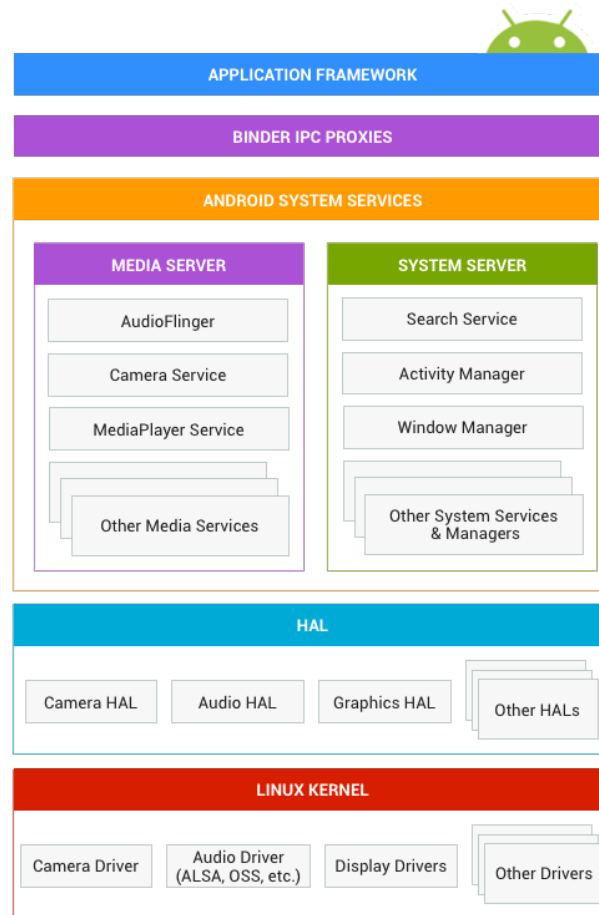 APPLICATION FRAMEWORK
BINDER IPC PROXIES
ANDROID SYSTEM SERVICES
MEDIA SERVER
AudioFlinger
Camera Service
MediaPlayer Service
Other Media Services
SYSTEM SERVER
Search Service
Activity Manager
Window Manager
Other System Services
& Managers
HAL
Camera HAL
Audio HAL
Graphics HAL
Other HALs
LINUX KERNEL
Camera Driver
Audio Driver
(ALSA, OSS, etc.)
Display Drivers
Other Drivers